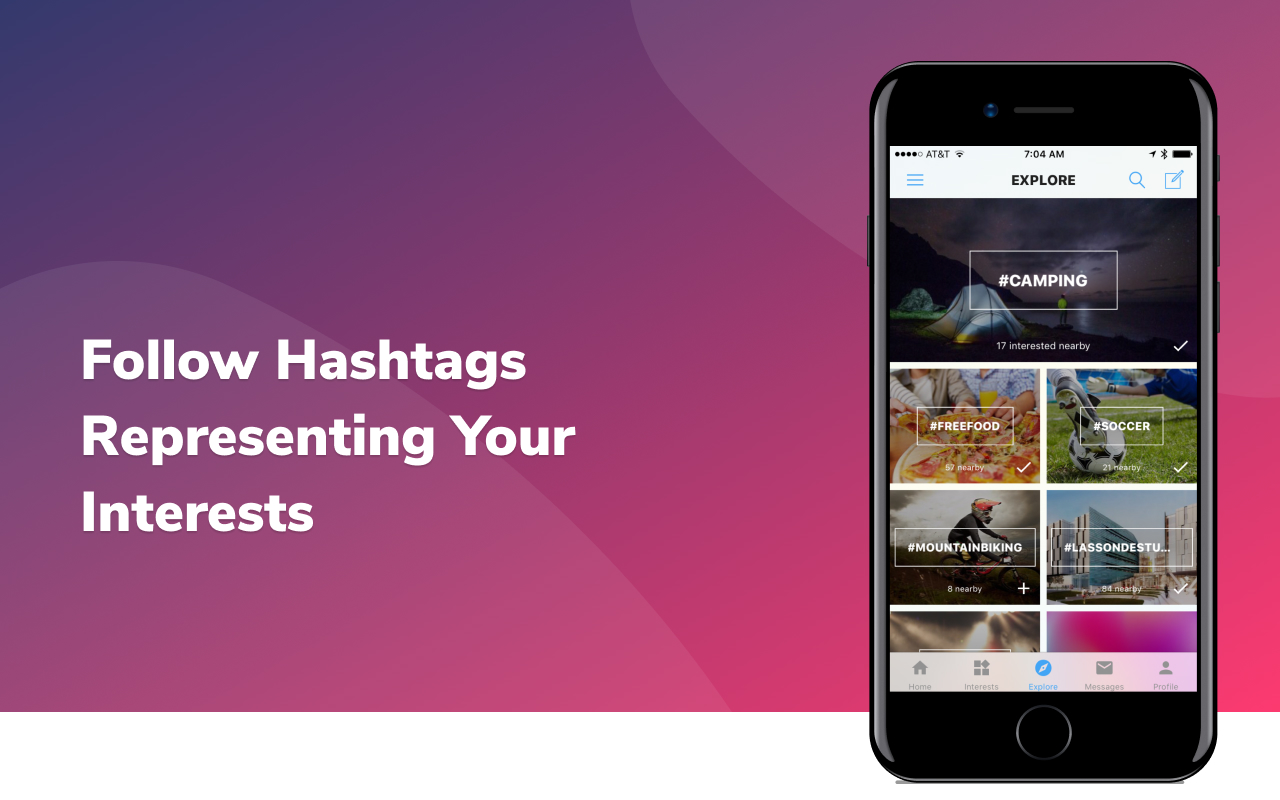 Follow Hashtags
Representing Your
Interests
AT&T 7:04 AM
EXPLORE
#CAMPING
17 interested nearby
#FREEFOOD
#SOCCER
57 nearby
21 nearby
#MOUNTAINBIKING
#LASSONDESTU...
8 nearby
84 nearby
Home Interests Explore Messages Profile